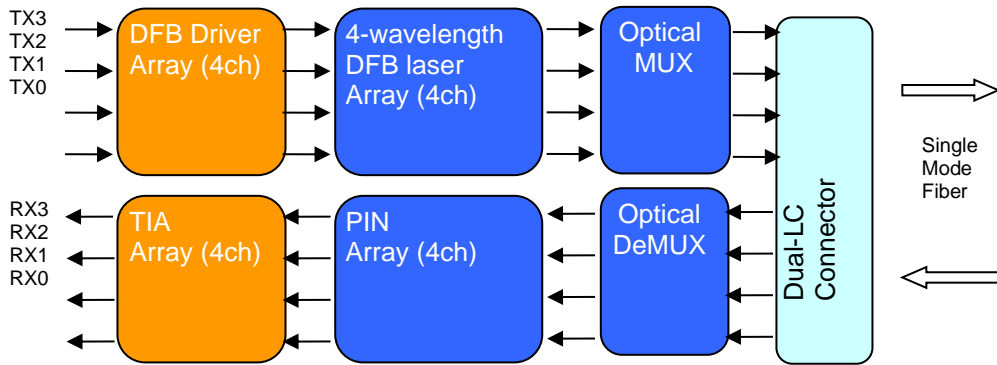 TX3
TX2
TX1
TX0
DFB Driver
Array (4ch)
4-wavelength
DFB laser
Array (4ch)
Optical
MUX
Single
Mode
Fiber
RX3
RX2
RX1
RX0
TIA
Array (4ch)
PIN
Array (4ch)
Optical
DeMUX
Dual-LC
Connector